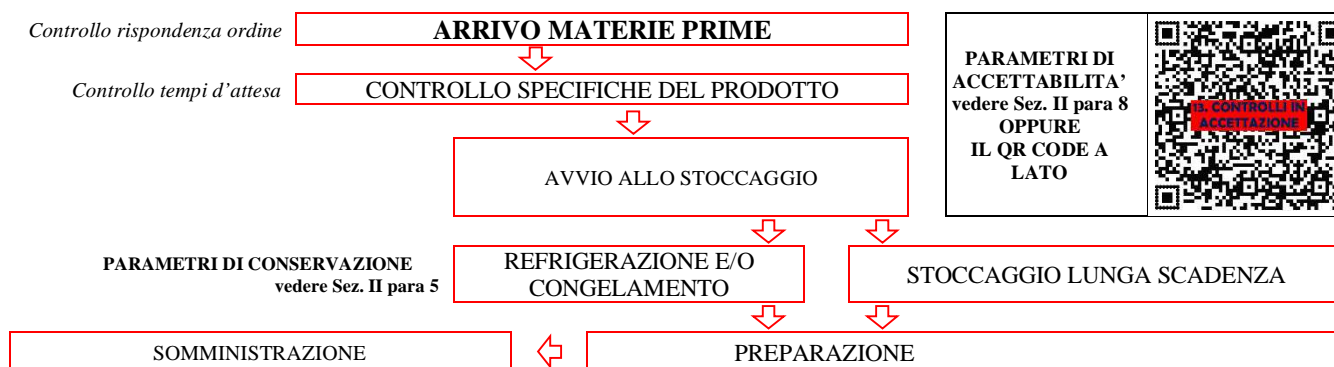 Controllo rispondenza ordine
ARRIVO MATERIE PRIME
Controllo tempi d'attesa
CONTROLLO SPECIFICHE DEL PRODOTTO
PARAMETRI DI
ACCETTABILITA’
vedere Sez. II para 8
OPPURE
IL QR CODE A
LATO
13. CONTROLLI IN
ACCETTAZIONE
AVVIO ALLO STOCCAGGIO
PARAMETRI DI CONSERVAZIONE
vedere Sez. II para 5
REFRIGERAZIONE E/O
CONGELAMENTO
STOCCAGGIO LUNGA SCADENZA
SOMMINISTRAZIONE
PREPARAZIONE